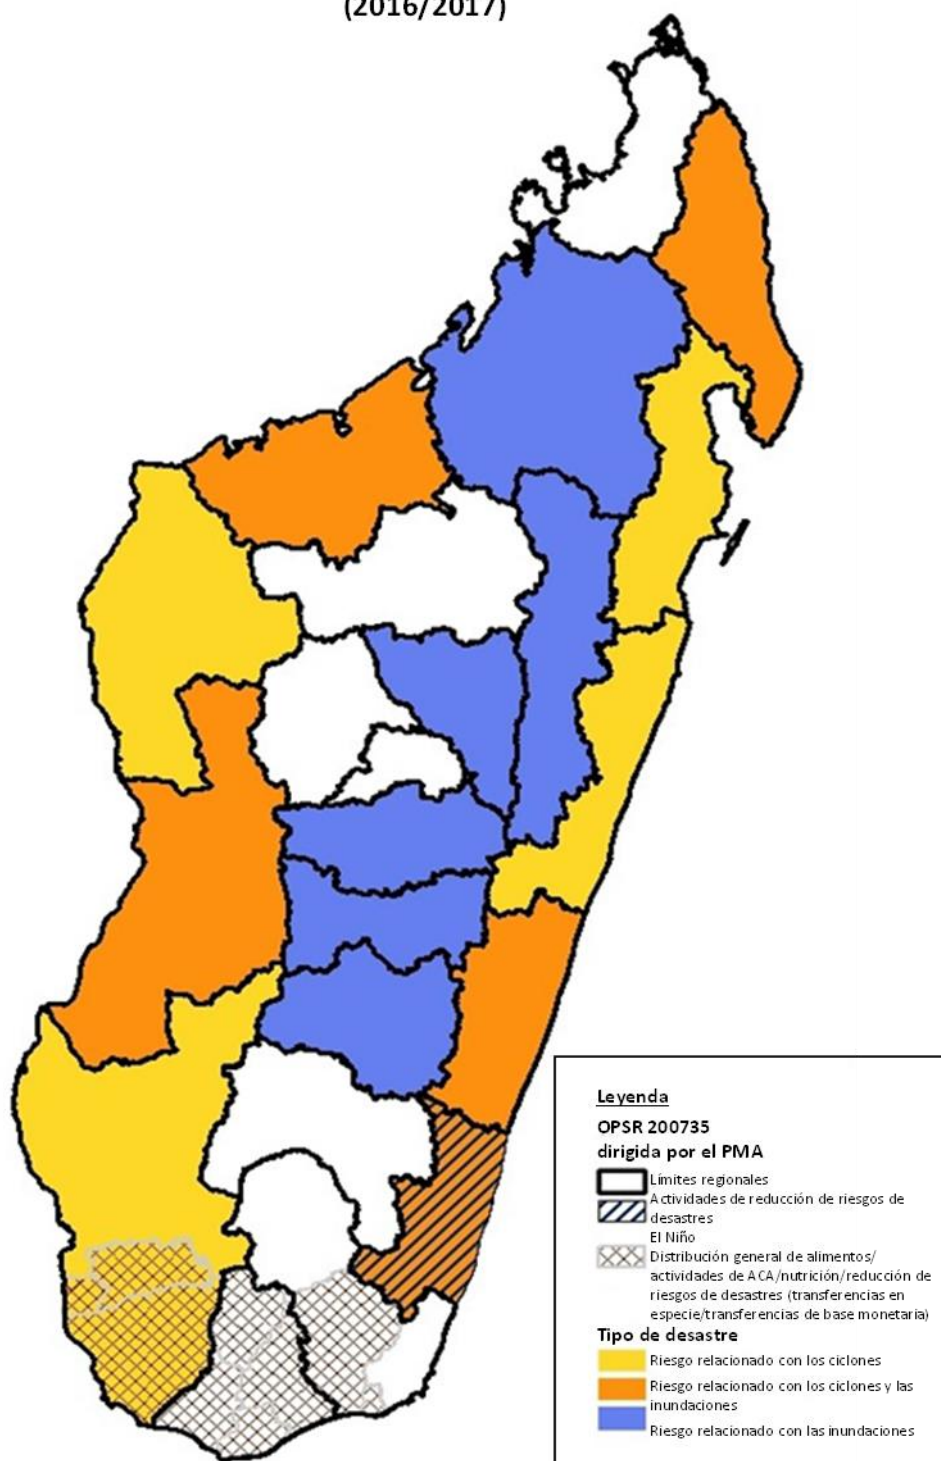 (2016/2017)
Leyenda
OPSR 200735
dirigida por el PMA
Límites regionales
Actividades de reducción de riesgos de
desastres
El Niño
Distribución general de alimentos/
actividades de ACA/nutrición/reducción de
riesgos de desastres (transferencias en
especie/transferencias de base monetaria)
Tipo de desastre
Riesgo relacionado con los ciclones
Riesgo relacionado con los ciclones y las
inundaciones
Riesgo relacionado con las inundaciones